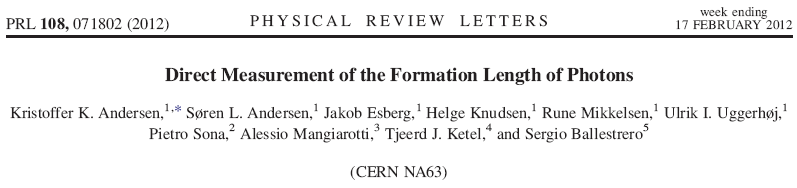 PRL 108, 071802 (2012) PHYSICAL REVIEW LETTERS week ending 17 FEBRUARY 2012
Direct Measurement of the Formation Length of Photons
Kristoffer K. Andersen,1,* Søren L. Andersen,1 Jakob Esberg,1 Helge Knudsen,1 Rune Mikkelsen,1 Ulrik I. Uggerhøj,1
Pietro Sona,2 Alessio Mangiarotti,3 Tjeerd J. Ketel,4 and Sergio Ballestrero5
(CERN NA63)